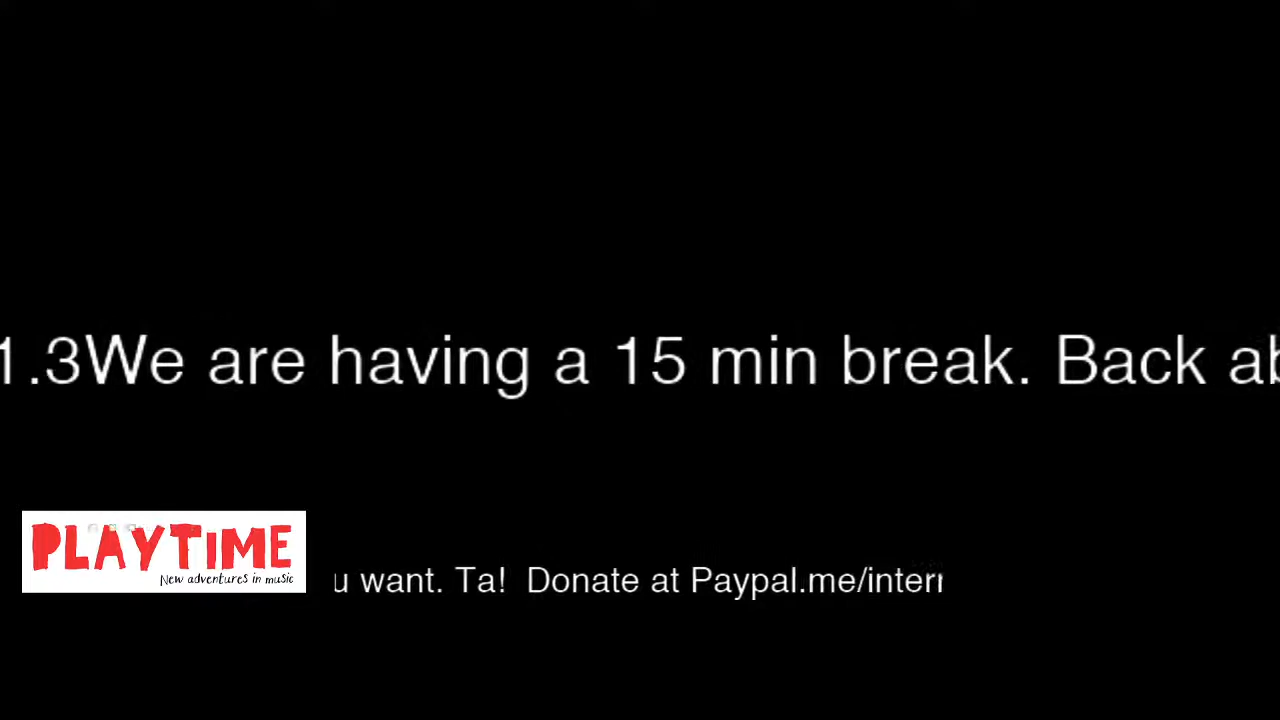 1.3We are having a 15 min break. Back ab
PLAYTIME
New adventures in music
u want. Ta!  Donate at Paypal.me/inter